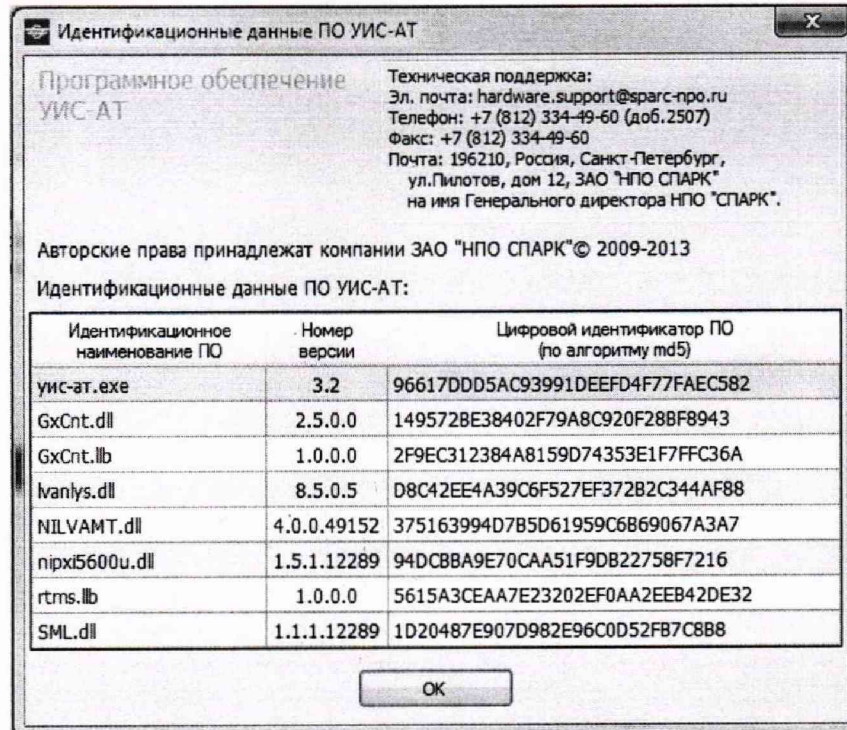 Идентификационные данные ПО УИС-АТ
Программное обеспечение
УИС-АТ
Техническая поддержка:
Эл. почта: hardware.support@sparc-npo.ru
Телефон: +7 (812) 334-49-60 (доб.2507)
Факс: +7 (812) 334-49-60
Почта: 196210, Россия, Санкт-Петербург,
ул.Пилотов, дом 12, ЗАО "НПО СПАРК"
на имя Генерального директора НПО "СПАРК".
Авторские права принадлежат компании ЗАО "НПО СПАРК"© 2009-2013
Идентификационные данные ПО УИС-АТ:
Идентификационное наименование ПО Номер версии Цифровой идентификатор ПО (по алгоритму md5)
уис-ат.exe 3.2 96617DDD5AC93991DEEFD4F77FAEC582
GxCnt.dll 2.5.0.0 149572BE38402F79A8C920F28BF8943
GxCnt.llb 1.0.0.0 2F9EC312384A8159D74353E1F7FFC36A
lvanlys.dll 8.5.0.5 D8C42EE4A39C6F527EF372B2C344AF88
NILVAMT.dll 4.0.0.49152 375163994D7B5D61959C6B69067A3A7
nipxi5600u.dll 1.5.1.12289 94DCBBA9E70CAA51F9DB22758F7216
rtms.llb 1.0.0.0 5615A3CEAA7E23202EF0AA2EEB42DE32
SML.dll 1.1.1.12289 1D20487E907D982E96C0D52FB7C8B8
OK